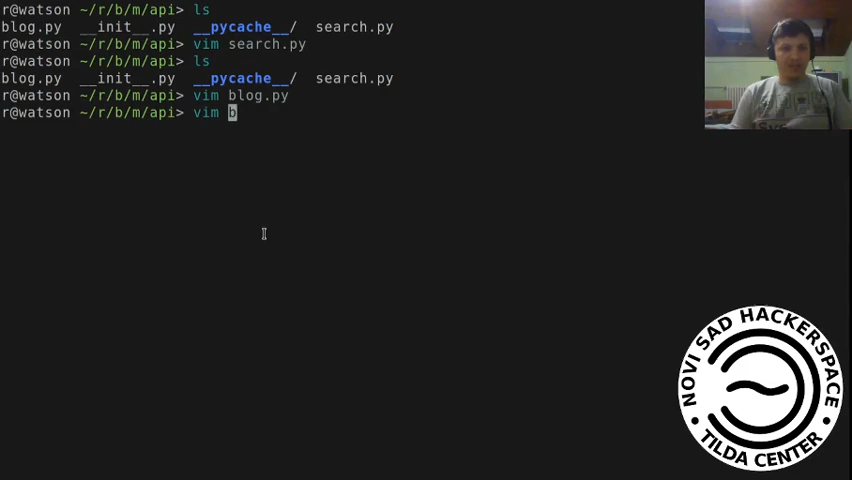 r@watson ~/r/b/m/api> ls
blog.py  __init__.py  __pycache__/  search.py
r@watson ~/r/b/m/api> vim search.py
r@watson ~/r/b/m/api> ls
blog.py  __init__.py  __pycache__/  search.py
r@watson ~/r/b/m/api> vim blog.py
r@watson ~/r/b/m/api> vim b
NOVI SAD HACKERSPACE
• TILDA CENTER •